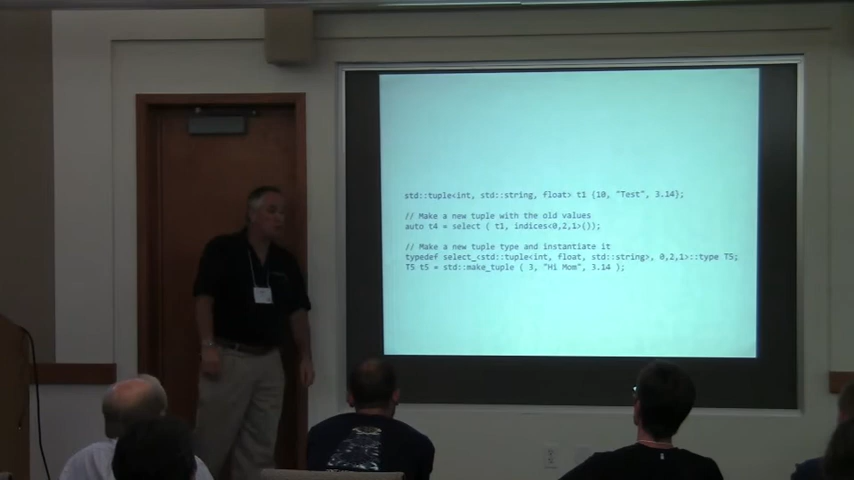 std::tuple<int, std::string, float> t1 {10, "Test", 3.14};
// Make a new tuple with the old values
auto t4 = select ( t1, indices<0,2,1>());
// Make a new tuple type and instantiate it
typedef select_<std::tuple<int, float, std::string>, 0,2,1>::type T5;
T5 t5 = std::make_tuple ( 3, "Hi Mom", 3.14 );